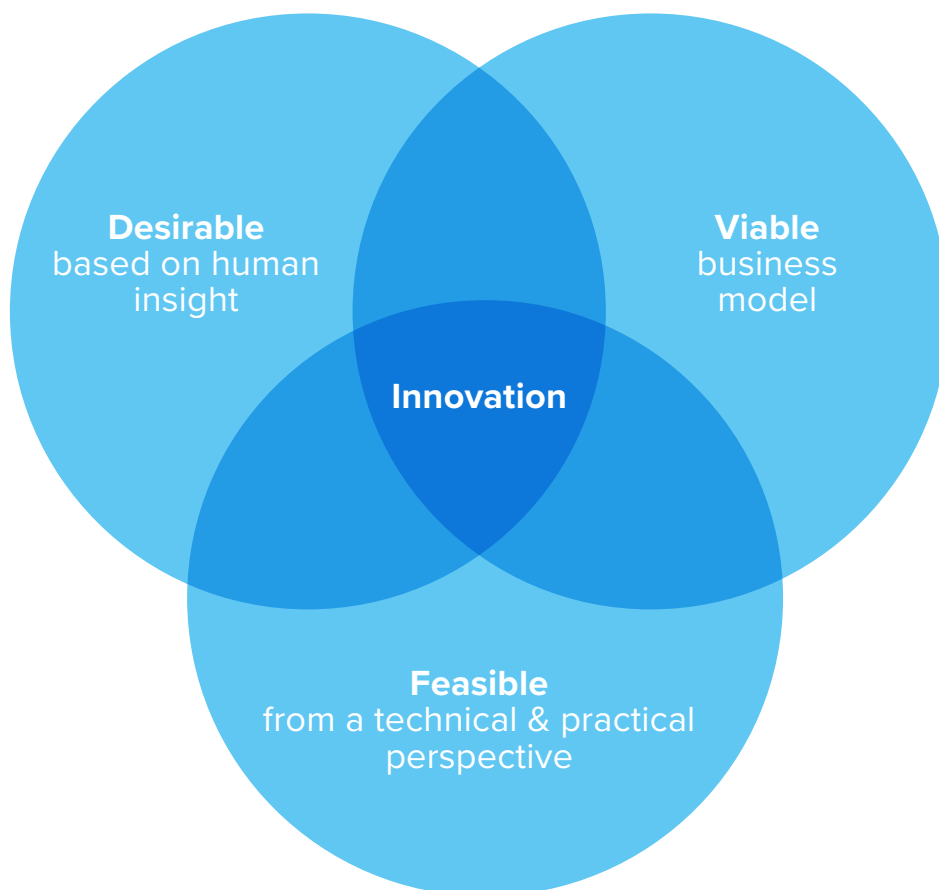 Desirable
based on human
insight
Viable
business
model
Innovation
Feasible
from a technical & practical
perspective